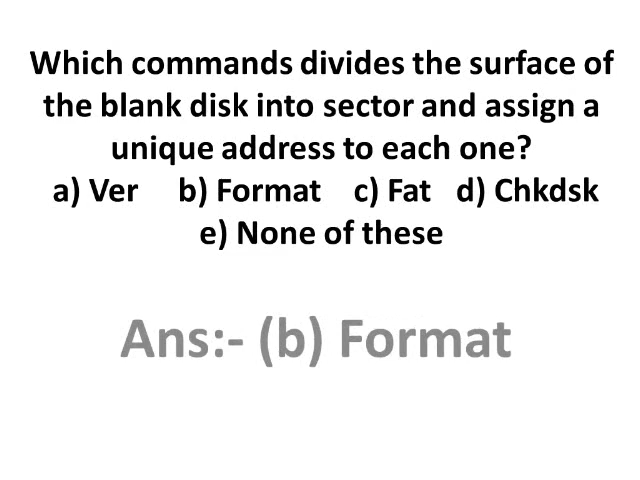 Which commands divides the surface of
the blank disk into sector and assign a
unique address to each one?
a) Ver b) Format c) Fat d) Chkdsk
e) None of these
Ans:- (b) Format